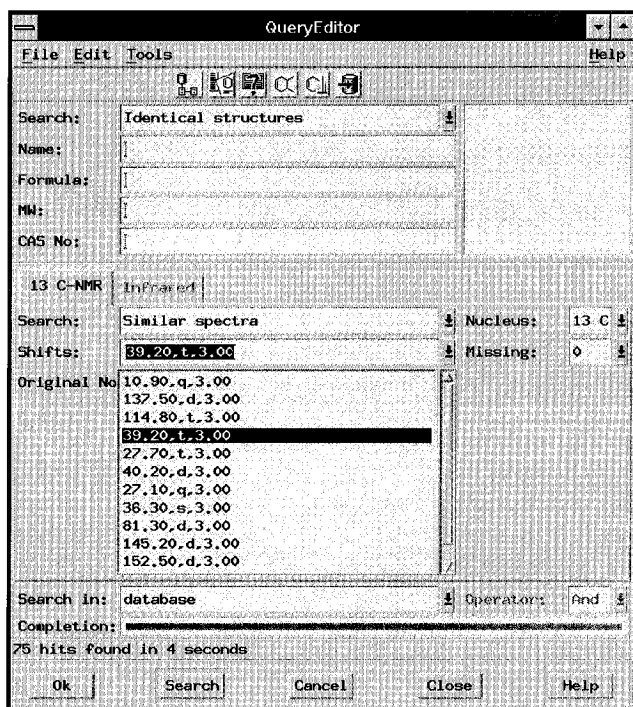 QueryEditor
File Edit Tools Help
Search: Identical structures
Name:
Formula:
MW:
CAS No:
13 C-NMR Infrared
Search: Similar spectra Nucleus: 13 C
Shifts: 39.20,t,3.00 Missing: 0
Original No 10.90,q,3.00
137.50,d,3.00
114.80,t,3.00
39.20,t,3.00
27.70,t,3.00
40.20,d,3.00
27.10,q,3.00
36.30,s,3.00
81.30,d,3.00
145.20,d,3.00
152.50,d,3.00
Search in: database Operator: And
Completion:
75 hits found in 4 seconds
Ok Search Cancel Close Help